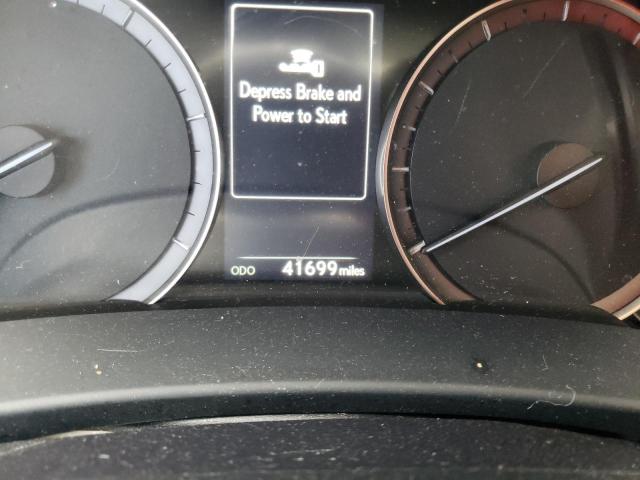 Depress Brake and
Power to Start
ODO 41699 miles